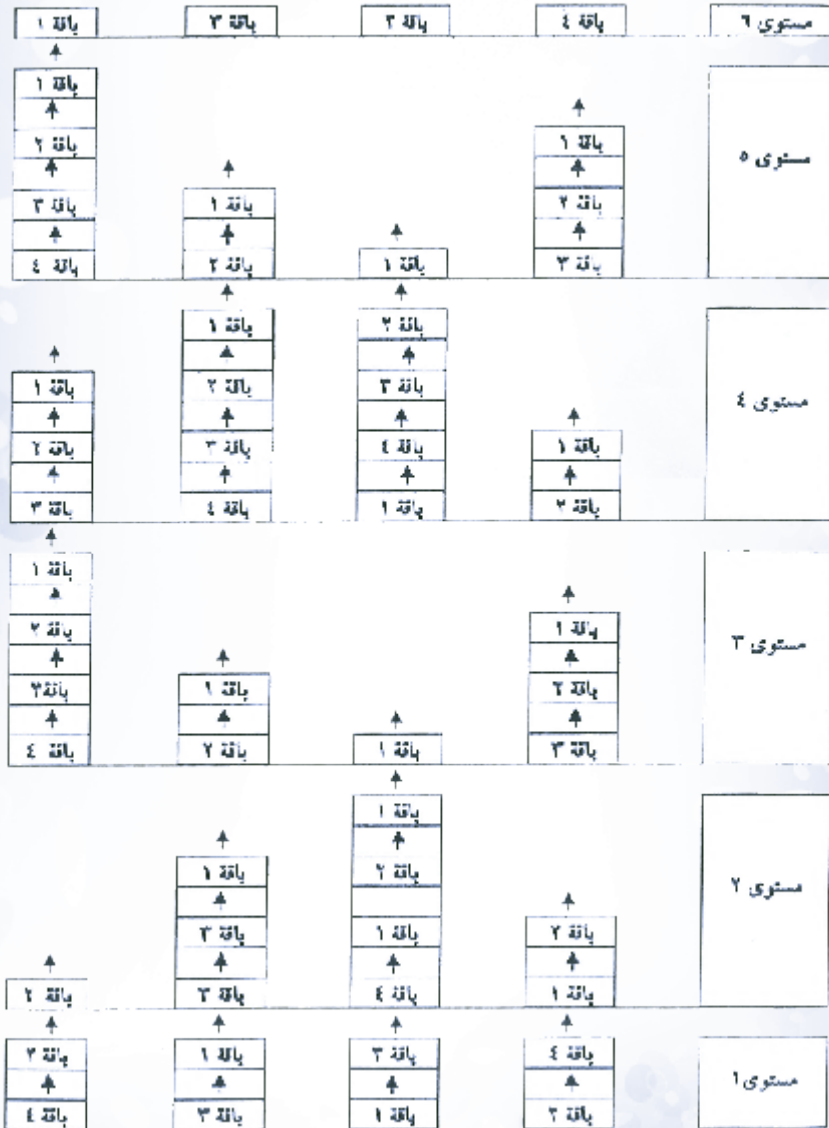 مستوى ٦ باقة ٤ باقة ٢ باقة ٣ باقة ١
باقة ١
باقة ١ باقة ٢
مستوى ٥
باقة ٢ باقة ١ باقة ٣
باقة ٣ باقة ١ باقة ٢ باقة ٤
باقة ٢ باقة ١
باقة ٣ باقة ٢ باقة ١
مستوى ٤
باقة ١ باقة ٤ باقة ٣ باقة ٢
باقة ٢ باقة ١ باقة ٤ باقة ٣
باقة ١
باقة ١ باقة ٢
مستوى ٣
باقة ٢ باقة ١ باقة٢
باقة ٣ باقة ١ باقة ٢ باقة ٤
باقة ١
باقة ٢ باقة ١
مستوى ٢
باقة ٢ باقة ١ باقة ٣
باقة ١ باقة ٤ باقة ٣ باقة ٢
باقة ٤ باقة ٣ باقة ١ باقة ٢
مستوى١
باقة ٢ باقة ١ باقة ٣ باقة ٤